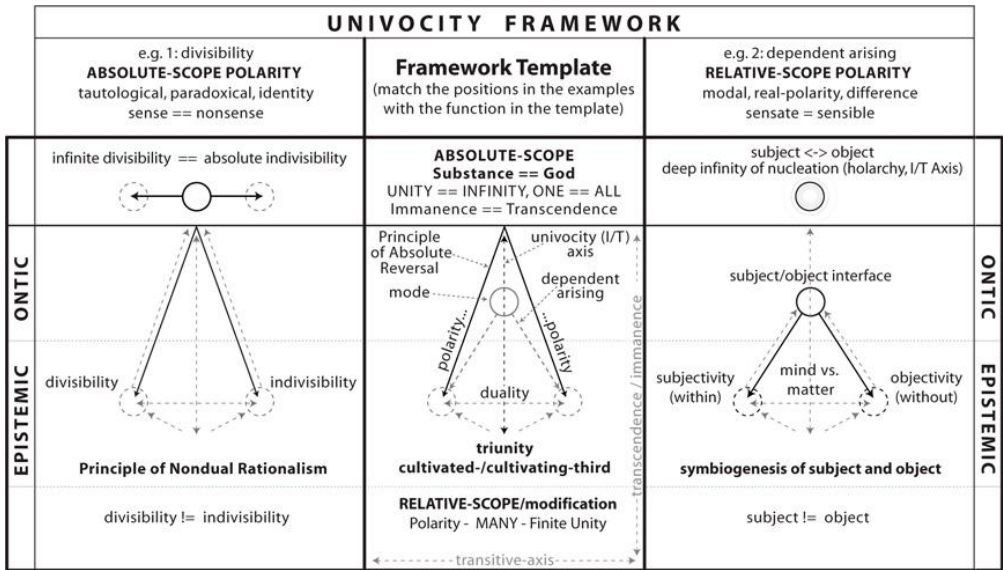 UNIVOCITY FRAMEWORK
e.g. 1: divisibility
ABSOLUTE-SCOPE POLARITY
tautological, paradoxical, identity
sense == nonsense
Framework Template
(match the positions in the examples
with the function in the template)
e.g. 2: dependent arising
RELATIVE-SCOPE POLARITY
modal, real-polarity, difference
sensate = sensible
ONTIC
EPISTEMIC
infinite divisibility == absolute indivisibility
divisibility
indivisibility
Principle of Nondual Rationalism
divisibility != indivisibility
ABSOLUTE-SCOPE
Substance == God
UNITY == INFINITY, ONE == ALL
Immanence == Transcendence
Principle
of Absolute
Reversal
univocity (I/T)
axis
mode
dependent
arising
polarity...
...polarity
duality
triunity
cultivated-/cultivating-third
RELATIVE-SCOPE/modification
Polarity - MANY - Finite Unity
transitive-axis
transcendence / immanence
subject <-> object
deep infinity of nucleation (holarchy, I/T Axis)
subject/object interface
subjectivity
(within)
mind vs.
matter
objectivity
(without)
symbiogenesis of subject and object
subject != object
ONTIC
EPISTEMIC